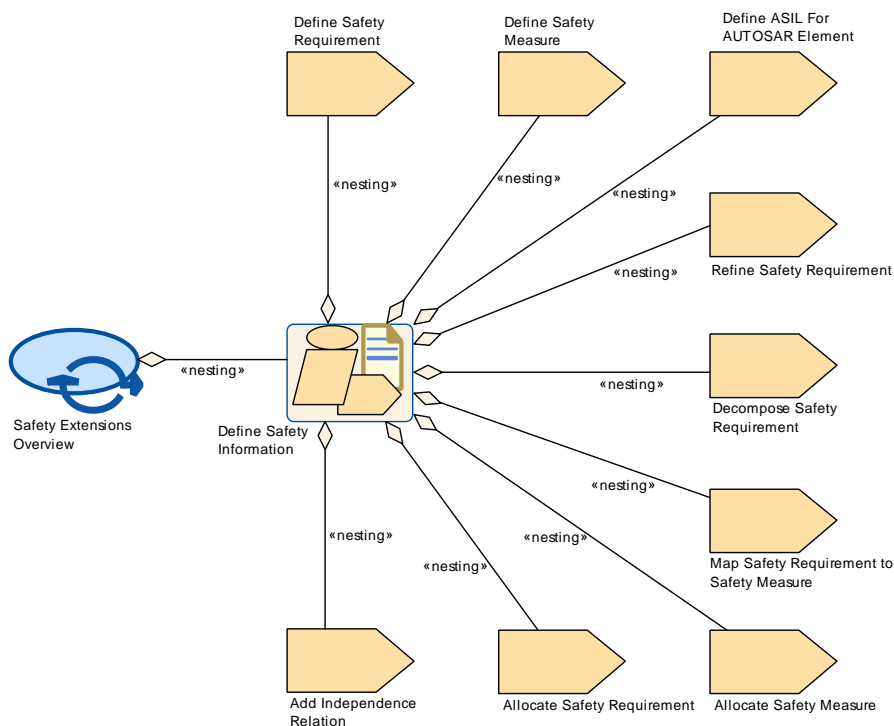 Define Safety
Requirement
Define Safety
Measure
Define ASIL For
AUTOSAR Element
«nesting»
«nesting»
«nesting»
«nesting»
Refine Safety Requirement
«nesting»
Safety Extensions
Overview
Define Safety
Information
«nesting»
Decompose Safety
Requirement
«nesting»
Map Safety Requirement to
Safety Measure
«nesting»
«nesting»
«nesting»
Add Independence
Relation
Allocate Safety Requirement
Allocate Safety Measure